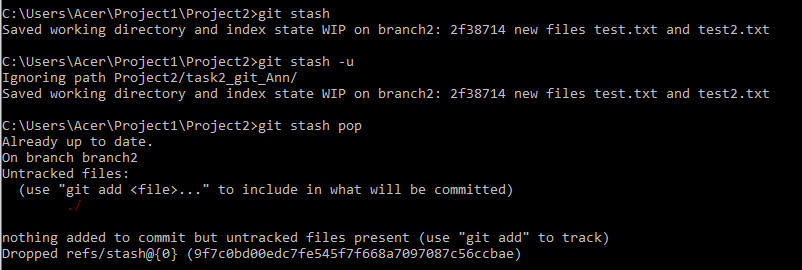 C:\Users\Acer\Project1\Project2>git stash
Saved working directory and index state WIP on branch2: 2f38714 new files test.txt and test2.txt
C:\Users\Acer\Project1\Project2>git stash -u
Ignoring path Project2/task2_git_Ann/
Saved working directory and index state WIP on branch2: 2f38714 new files test.txt and test2.txt
C:\Users\Acer\Project1\Project2>git stash pop
Already up to date.
On branch branch2
Untracked files:
  (use "git add <file>..." to include in what will be committed)
        ./
nothing added to commit but untracked files present (use "git add" to track)
Dropped refs/stash@{0} (9f7c0bd00edc7fe545f7f668a7097087c56ccbae)